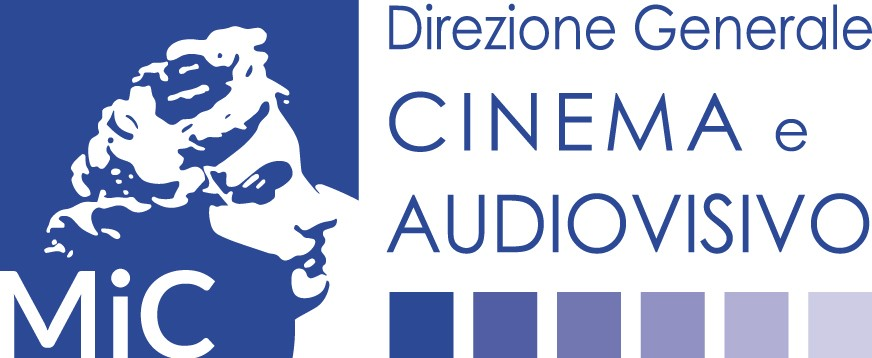 Direzione Generale
CINEMA e
AUDIOVISIVO
MiC